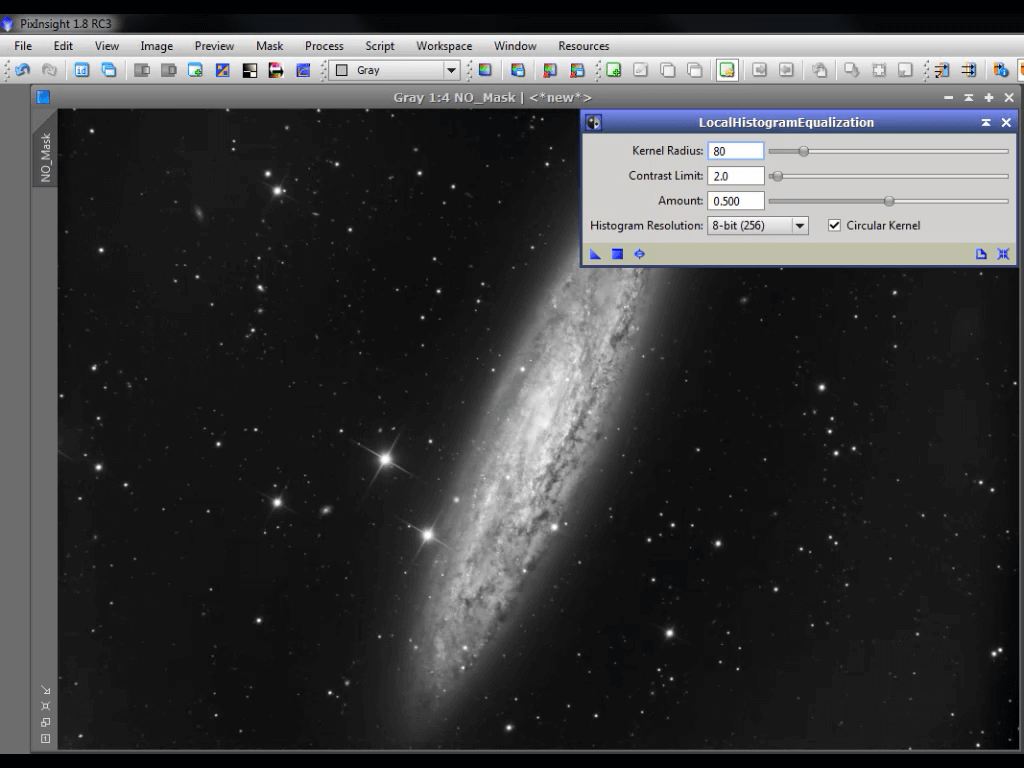 PixInsight 1.8 RC3
File Edit View Image Preview Mask Process Script Workspace Window Resources
Gray
Gray 1:4 NO_Mask | <*new*>
NO_Mask
LocalHistogramEqualization
Kernel Radius: 80
Contrast Limit: 2.0
Amount: 0.500
Histogram Resolution: 8-bit (256) Circular Kernel